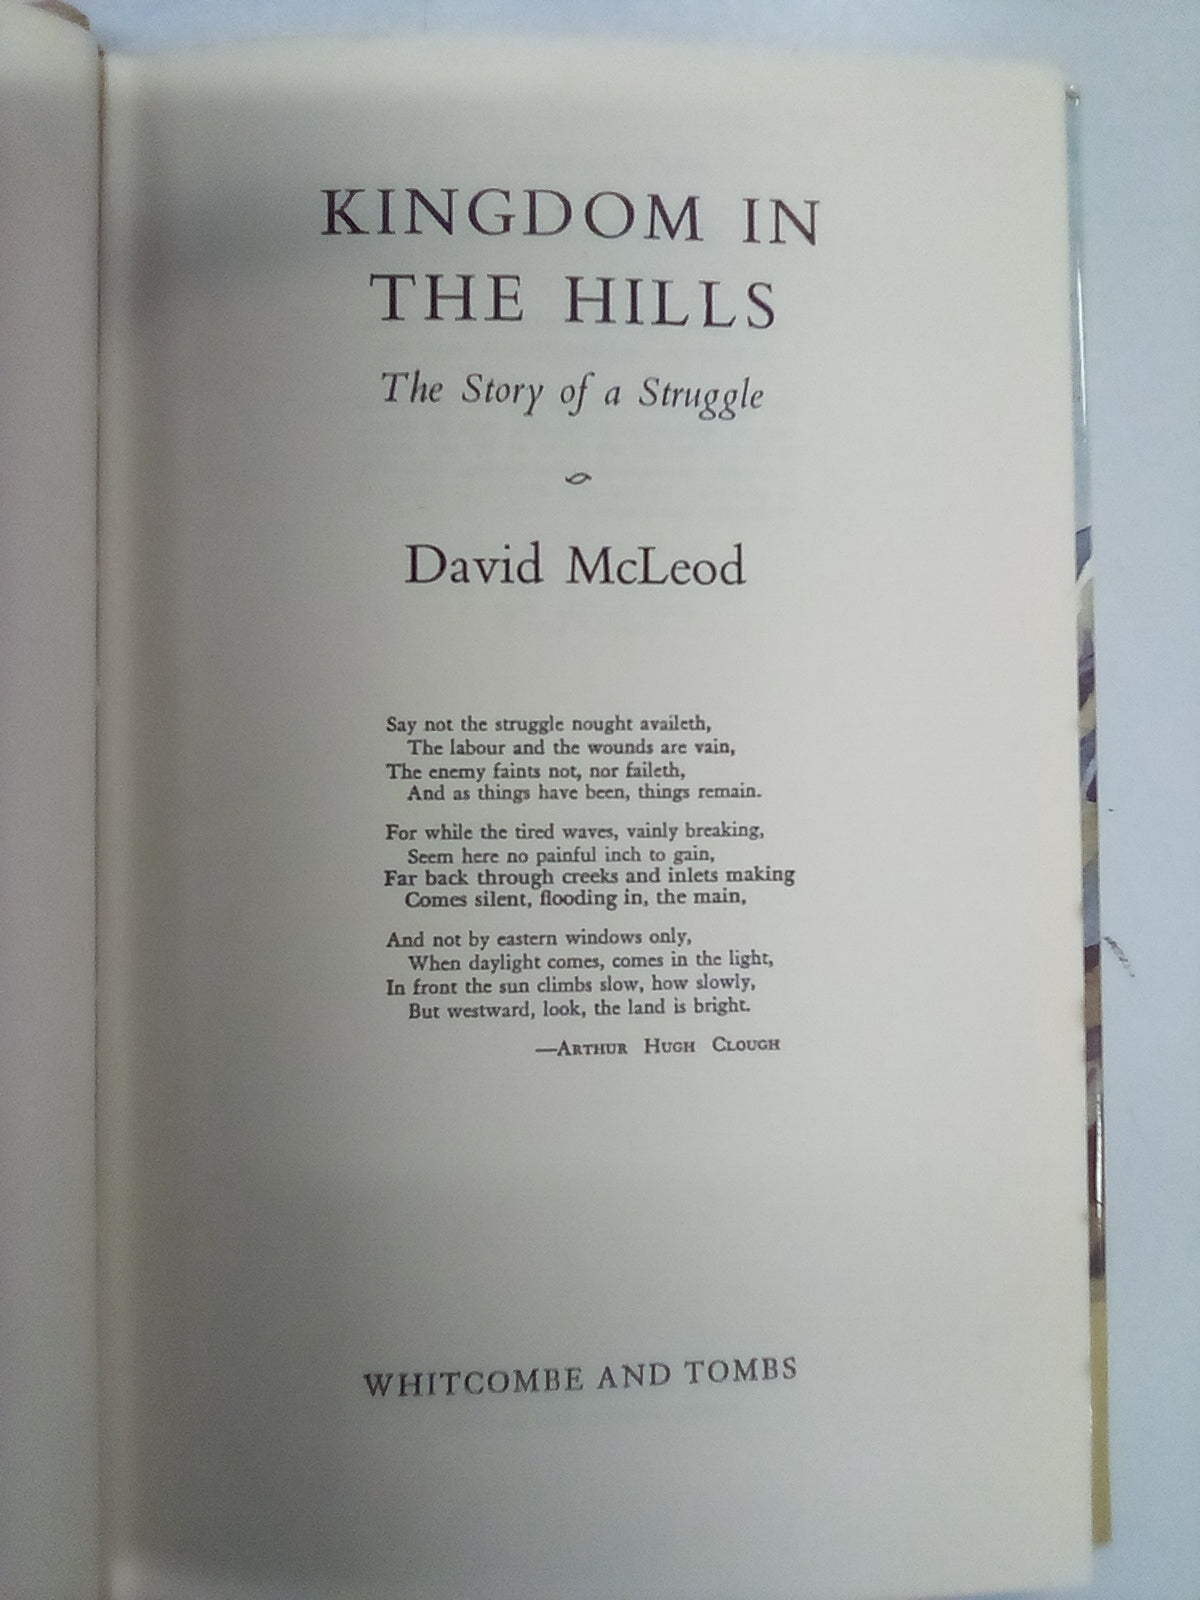 KINGDOM IN
THE HILLS
The Story of a Struggle
David McLeod
Say not the struggle nought availeth,
The labour and the wounds are vain,
The enemy faints not, nor faileth,
And as things have been, things remain.
For while the tired waves, vainly breaking,
Seem here no painful inch to gain,
Far back through creeks and inlets making
Comes silent, flooding in, the main,
And not by eastern windows only,
When daylight comes, comes in the light,
In front the sun climbs slow, how slowly,
But westward, look, the land is bright.
—ARTHUR HUGH CLOUGH
WHITCOMBE AND TOMBS